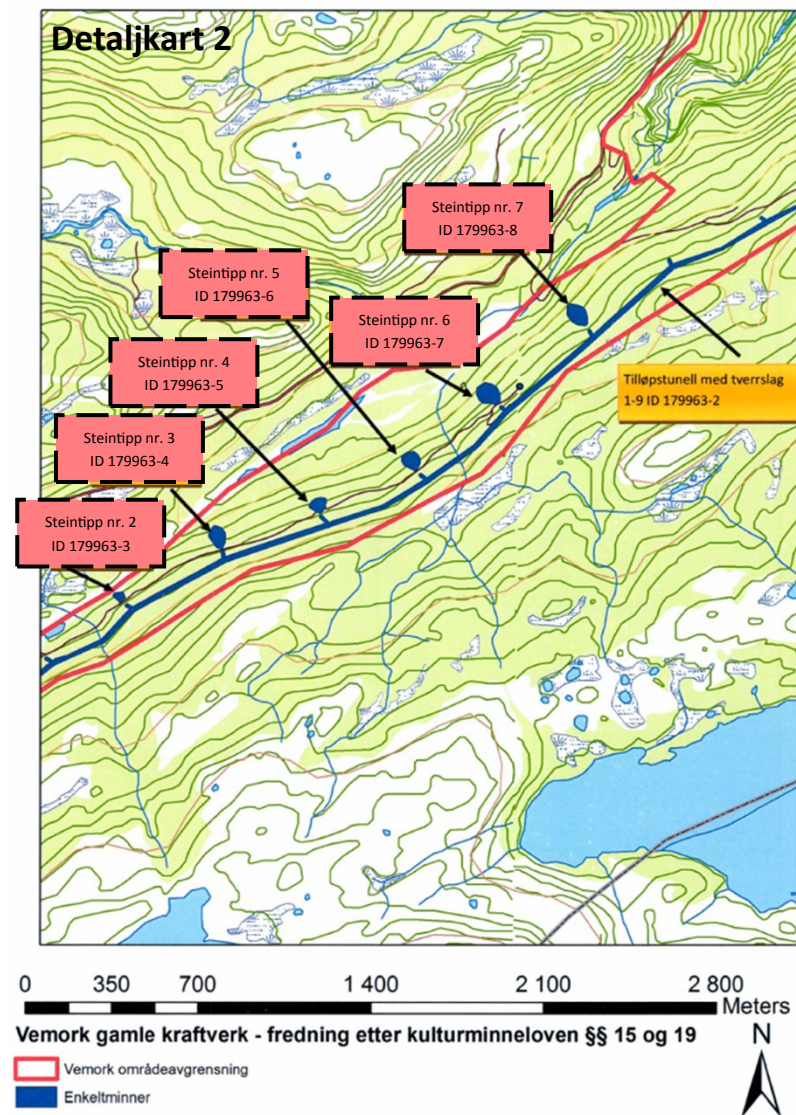 Detaljkart 2
Steintipp nr. 7
ID 179963-8
Steintipp nr. 5
ID 179963-6
Steintipp nr. 6
ID 179963-7
Steintipp nr. 4
ID 179963-5
Tilløpstunell med tverrslag
1-9 ID 179963-2
Steintipp nr. 3
ID 179963-4
Steintipp nr. 2
ID 179963-3
0 350 700 1 400 2 100 2 800
Meters
Vemork gamle kraftverk - fredning etter kulturminneloven §§ 15 og 19
N
Vemork områdeavgrensning
Enkeltminner